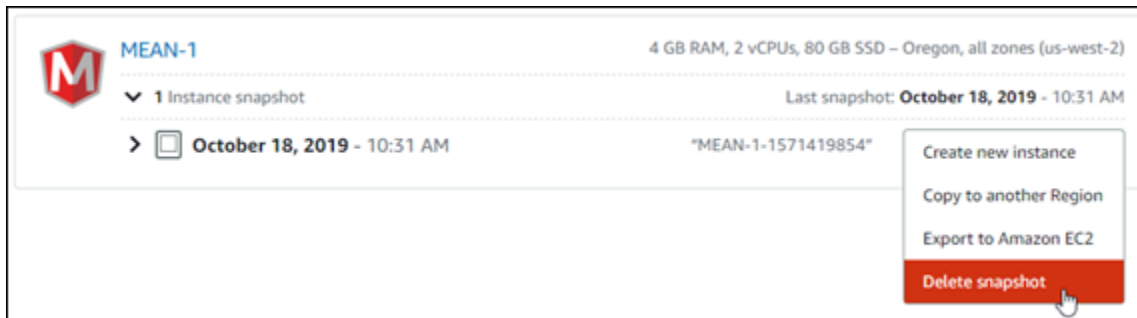 M
MEAN-1
4 GB RAM, 2 vCPUs, 80 GB SSD – Oregon, all zones (us-west-2)
1 Instance snapshot
Last snapshot: October 18, 2019 - 10:31 AM
October 18, 2019 - 10:31 AM
"MEAN-1-1571419854"
Create new instance
Copy to another Region
Export to Amazon EC2
Delete snapshot